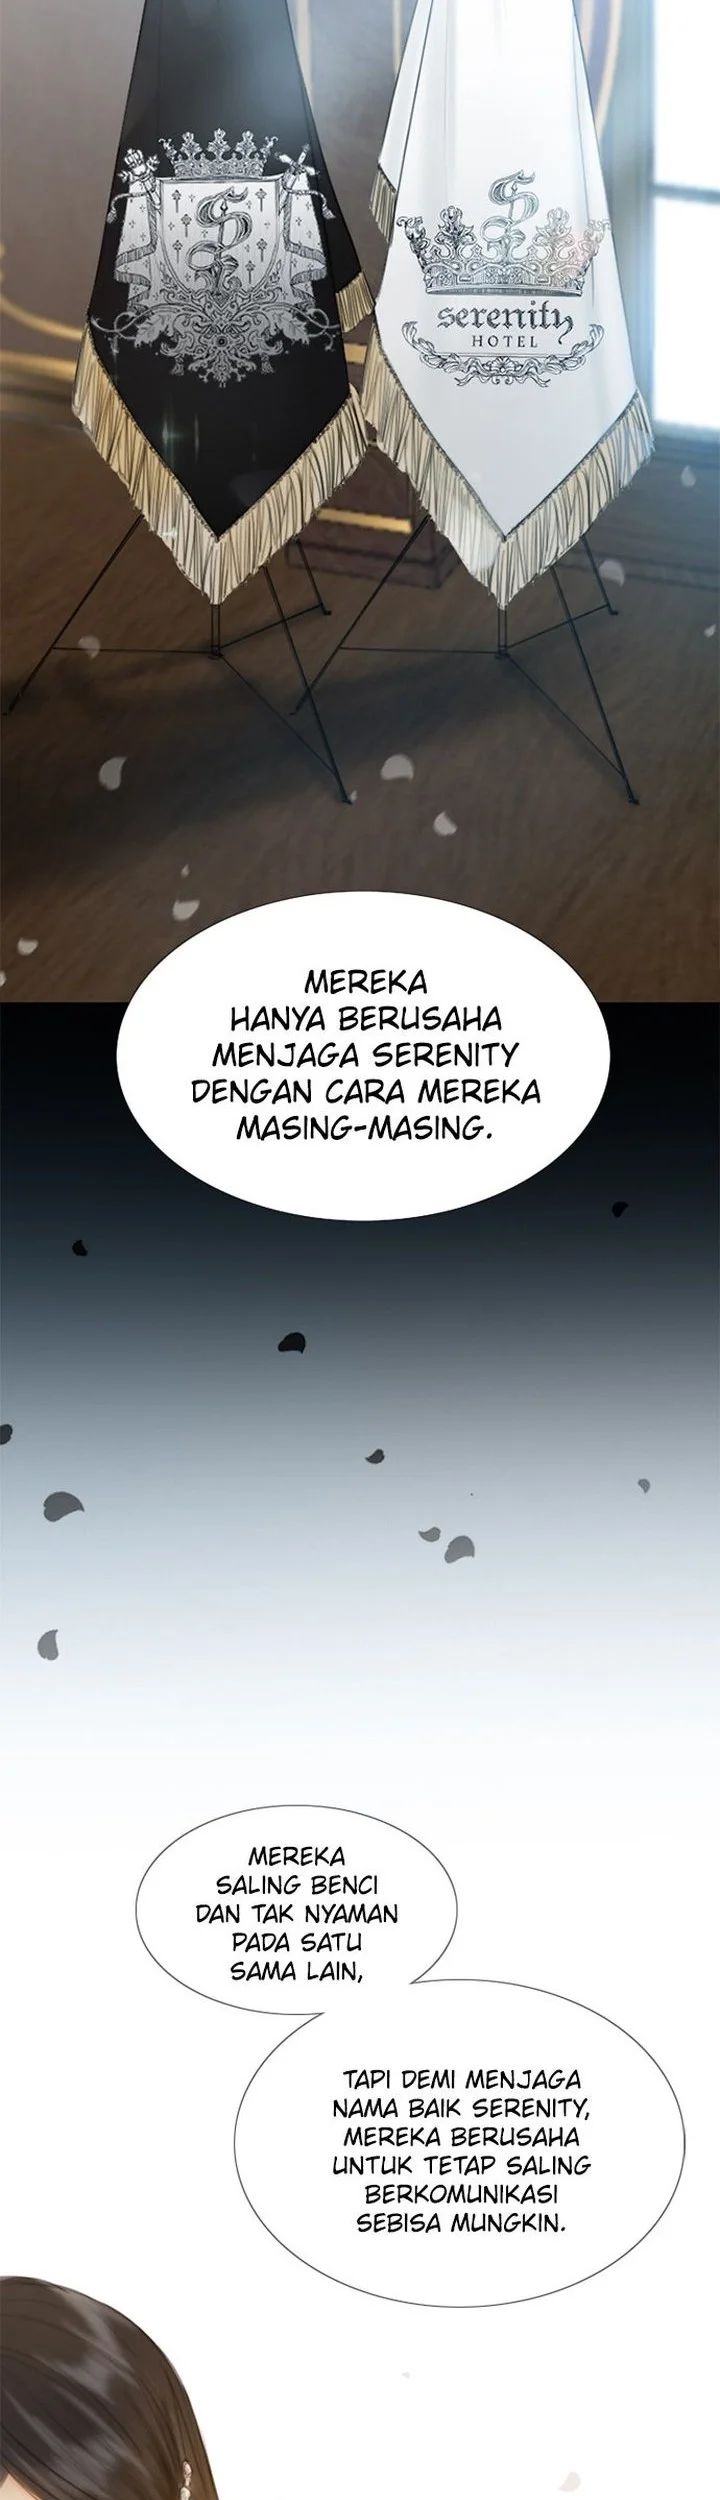 serenity
HOTEL
MEREKA
HANYA BERUSAHA
MENJAGA SERENITY
DENGAN CARA MEREKA
MASING-MASING.
MEREKA
SALING BENCI
DAN TAK NYAMAN
PADA SATU
SAMA LAIN,
TAPI DEMI MENJAGA
NAMA BAIK SERENITY,
MEREKA BERUSAHA
UNTUK TETAP SALING
BERKOMUNIKASI
SEBISA MUNGKIN.